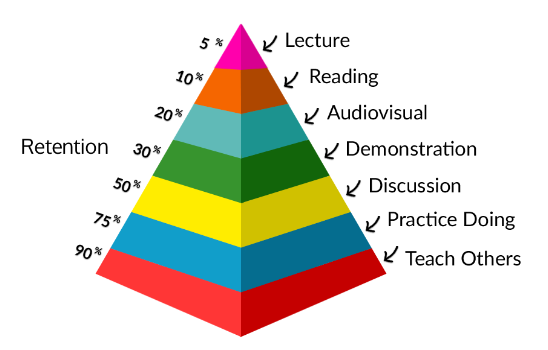 5 % Lecture
10 % Reading
20 % Audiovisual
30 % Demonstration
Retention
50 % Discussion
75 % Practice Doing
90 % Teach Others